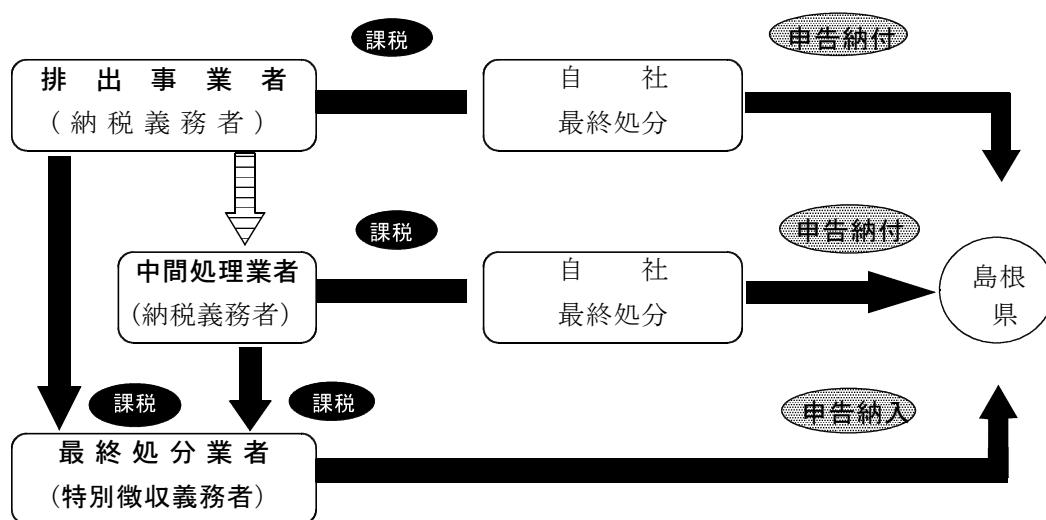 課税
申告納付
排出事業者
(納税義務者)
自社
最終処分
課税
申告納付
中間処理業者
(納税義務者)
自社
最終処分
島根
県
課税
課税
申告納入
最終処分業者
(特別徴収義務者)